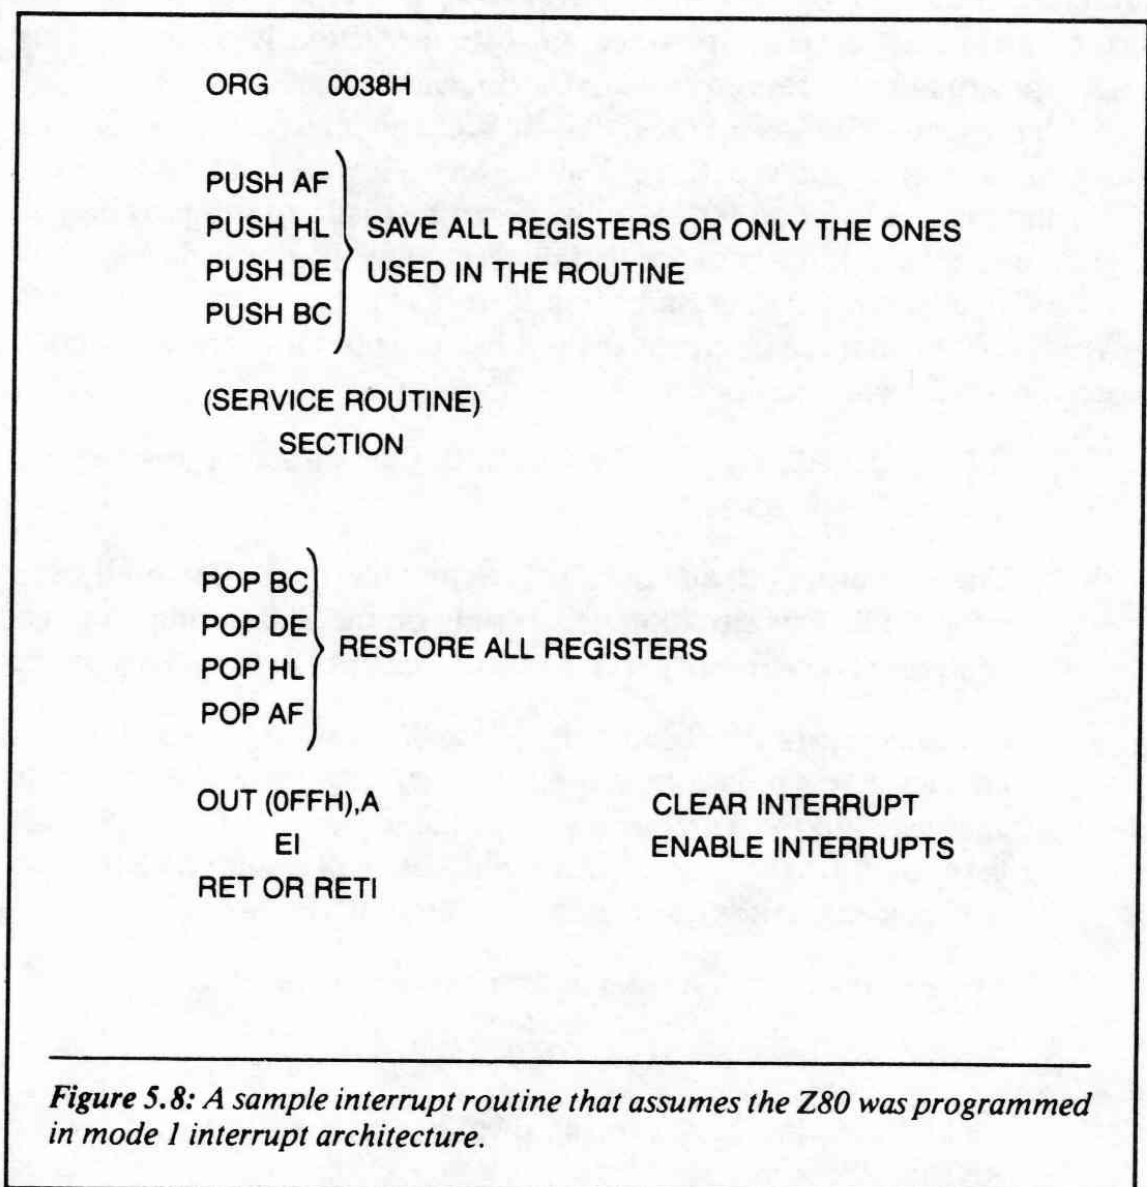 ORG 0038H
PUSH AF
PUSH HL SAVE ALL REGISTERS OR ONLY THE ONES
PUSH DE USED IN THE ROUTINE
PUSH BC
(SERVICE ROUTINE)
SECTION
POP BC
POP DE
RESTORE ALL REGISTERS
POP HL
POP AF
OUT (0FFH),A CLEAR INTERRUPT
EI ENABLE INTERRUPTS
RET OR RETI
Figure 5.8: A sample interrupt routine that assumes the Z80 was programmed
in mode 1 interrupt architecture.